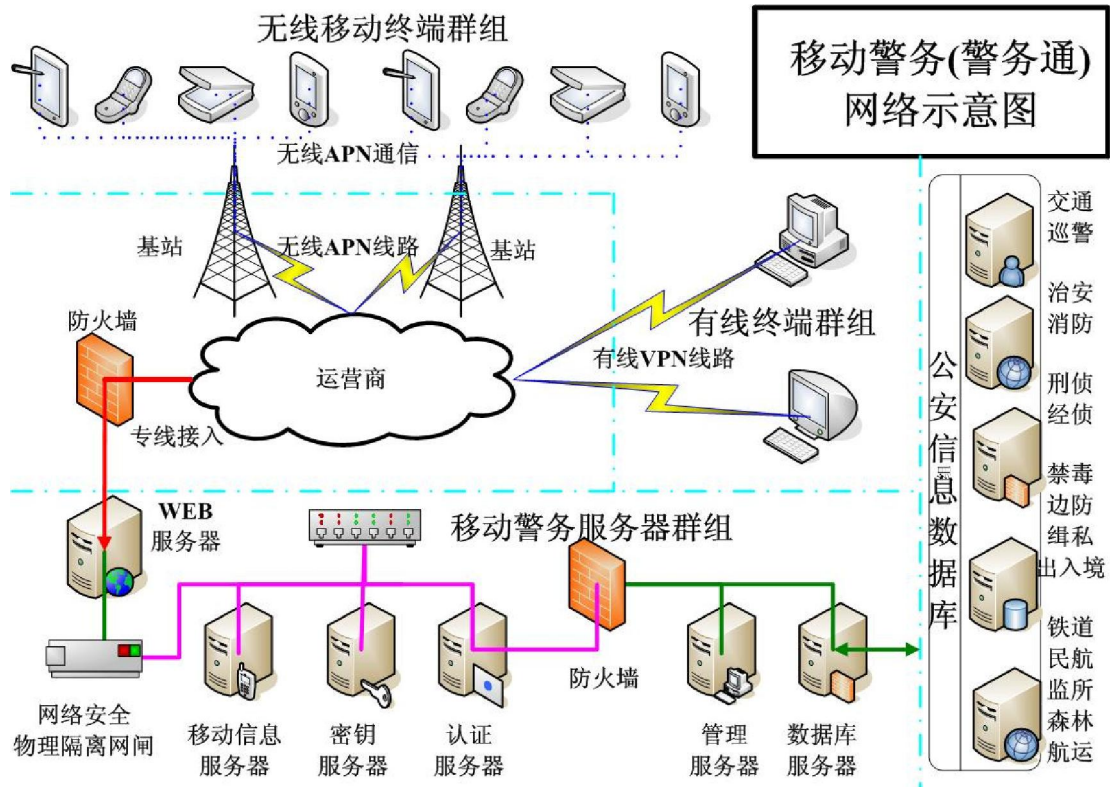 无线移动终端群组
移动警务(警务通)
网络示意图
无线APN通信
基站
无线APN线路
基站
防火墙
运营商
有线终端群组
有线VPN线路
专线接入
WEB
服务器
移动警务服务器群组
防火墙
网络安全
物理隔离网闸
移动信息
服务器
密钥
服务器
认证
服务器
管理
服务器
数据库
服务器
公安信息数据库
交通
巡警
治安
消防
刑侦
经侦
禁毒
边防
缉私
出入境
铁道
民航
监所
森林
航运